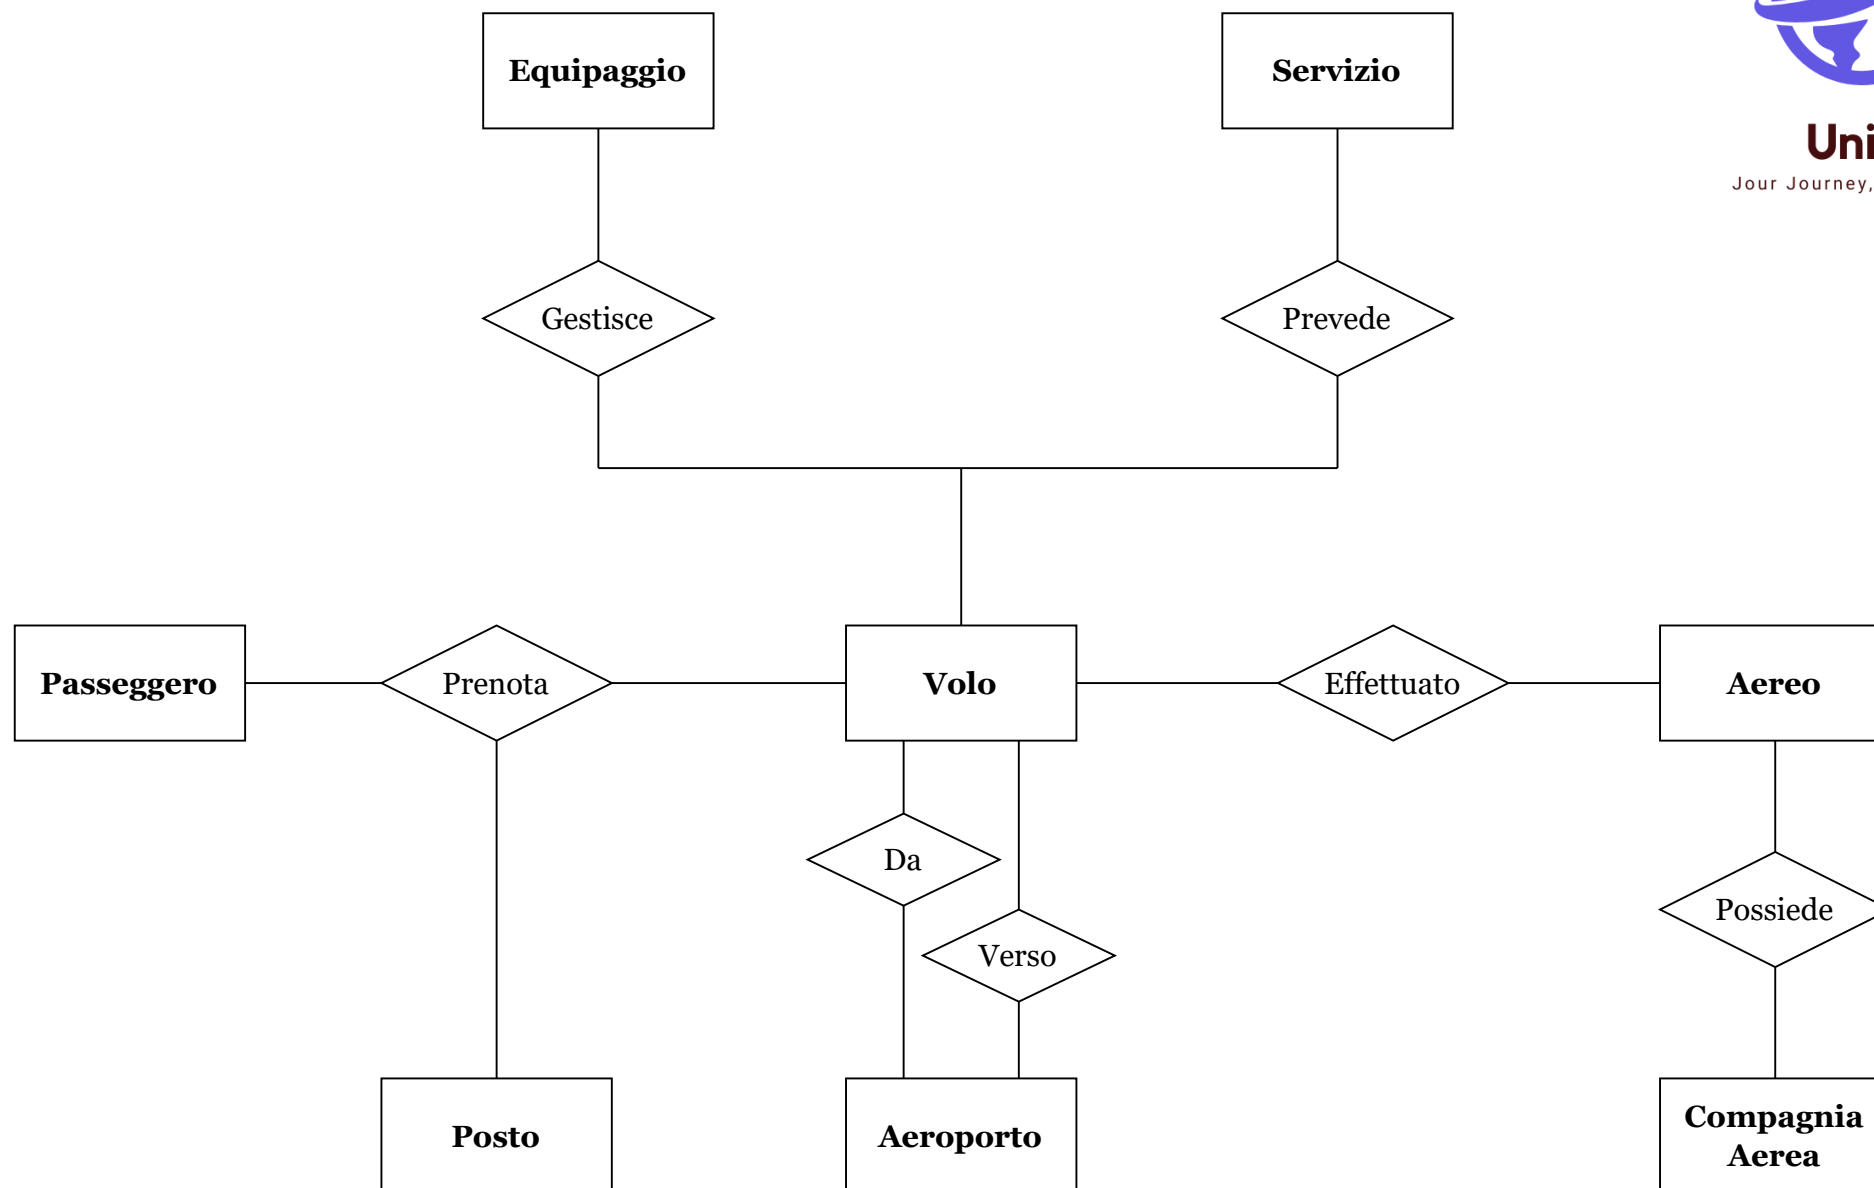 Equipaggio
Servizio
Uni
Jour Journey,
Gestisce
Prevede
Passeggero
Prenota
Volo
Effettuato
Aereo
Da
Possiede
Verso
Posto
Aeroporto
Compagnia
Aerea